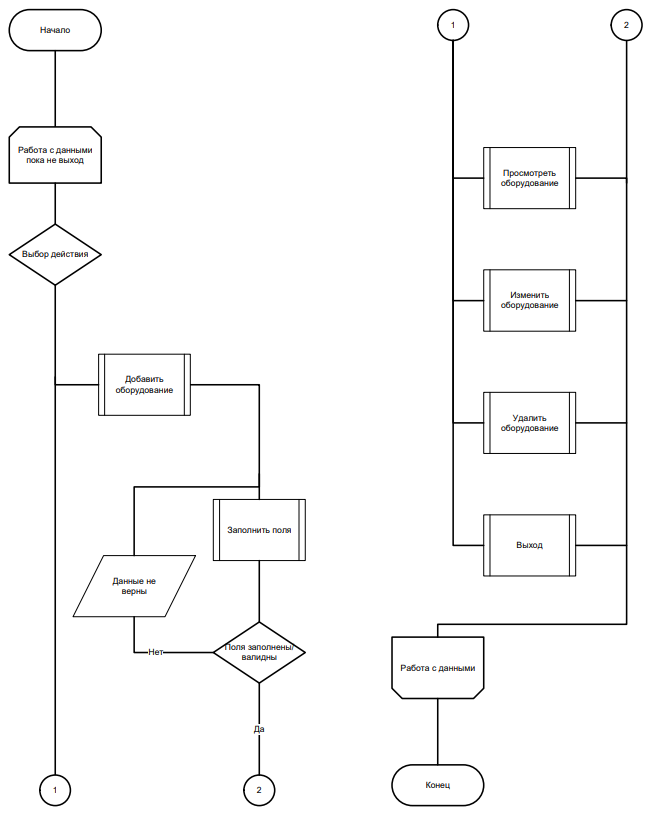 Начало
Работа с данными
пока не выход
Выбор действия
Добавить
оборудование
Заполнить поля
Данные не
верны
Поля заполнены/
валидны
Нет
Да
1
2
1
2
Просмотреть
оборудование
Изменить
оборудование
Удалить
оборудование
Выход
Работа с данными
Конец